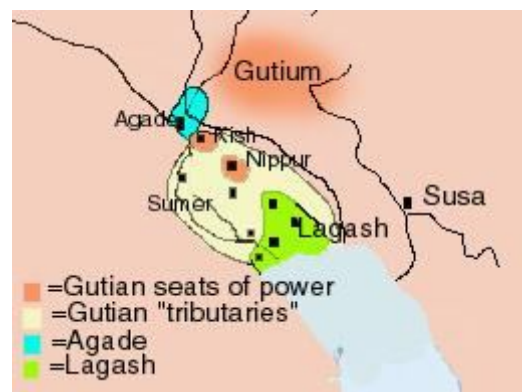 Gutium
Agade
Kish
Nippur
Sumer
Susa
Lagash
=Gutian seats of power
=Gutian "tributaries"
=Agade
=Lagash